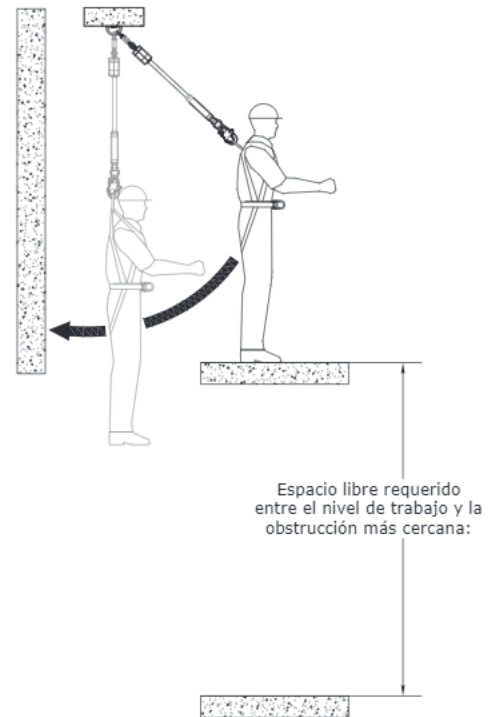 Espacio libre requerido
entre el nivel de trabajo y la
obstrucción más cercana: